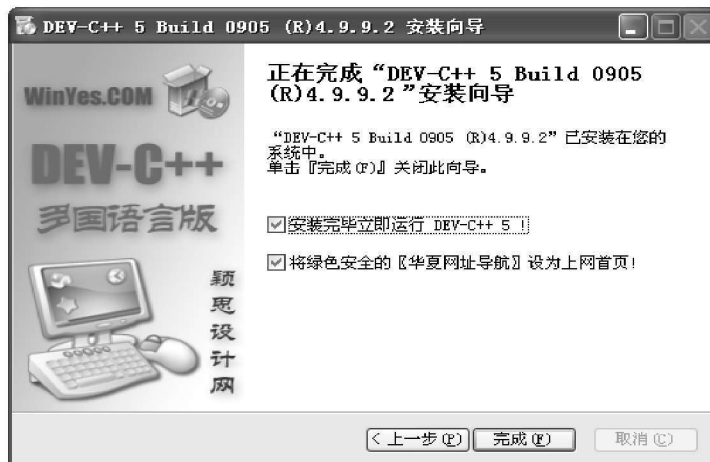 DEV-C++ 5 Build 0905 (R)4.9.9.2 安装向导
WinYes.COM
DEV-C++
多国语言版
颖思设计网
正在完成“DEV-C++ 5 Build 0905
(R)4.9.9.2”安装向导
“DEV-C++ 5 Build 0905 (R)4.9.9.2”已安装在您的
系统中。
单击『完成(F)』关闭此向导。
安装完毕立即运行 DEV-C++ 5 !
将绿色安全的〖华夏网址导航〗设为上网首页!
< 上一步(P)
完成(F)
取消(C)